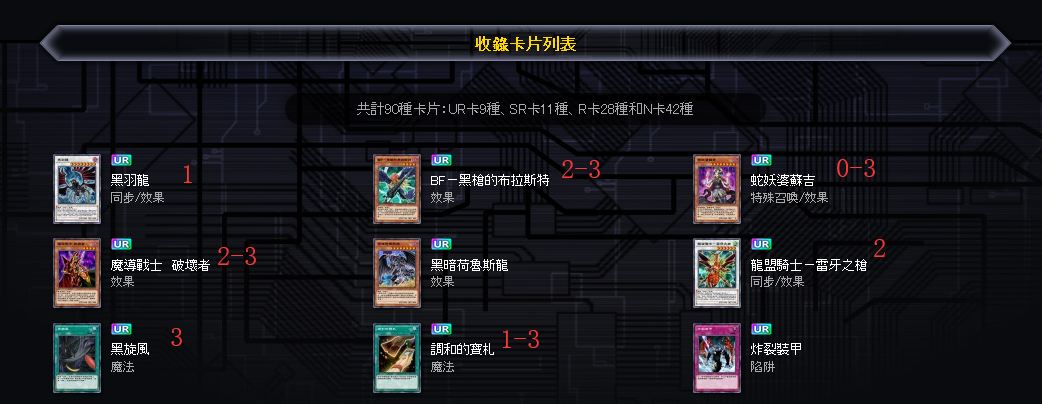 收錄卡片列表
共計90種卡片：UR卡9種、SR卡11種、R卡28種和N卡42種
UR
黑羽龍 1
同步/效果
UR
BF－黑槍的布拉斯特 2-3
效果
UR
蛇妖婆蘇吉 0-3
特殊召喚/效果
UR
魔導戰士 破壞者 2-3
效果
UR
黑暗荷魯斯龍
效果
UR
龍盟騎士－雷牙之槍 2
同步/效果
UR
黑旋風 3
魔法
UR
調和的寶札 1-3
魔法
UR
炸裂裝甲
陷阱